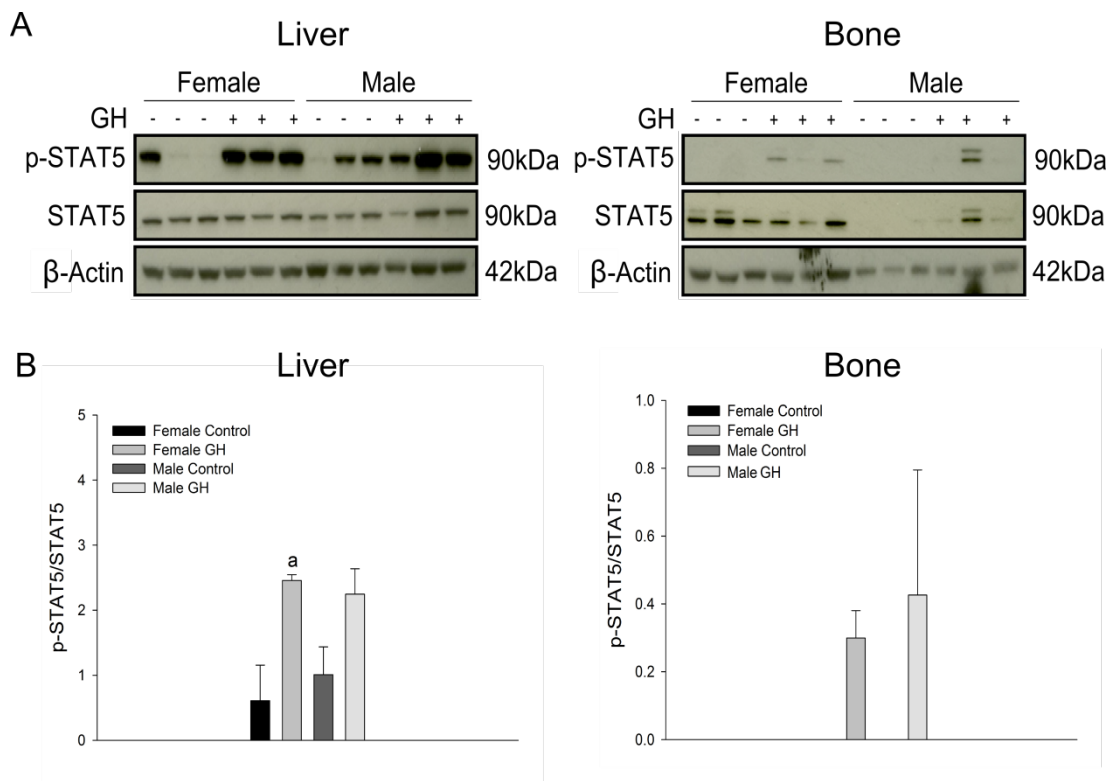 A
Liver
Female Male
GH - - - + + + - - - + + +
p-STAT5 90kDa
STAT5 90kDa
β-Actin 42kDa
Bone
Female Male
- - - + + + - - - + + +
90kDa
STAT5 90kDa
β-Actin 42kDa
B
Liver
5
4
3
2
1
0
p-STAT5/STAT5
Female Control
Female GH
Male Control
Male GH
a
Bone
1.0
0.8
0.6
0.4
0.2
0.0
p-STAT5/STAT5
Female Control
Female GH
Male Control
Male GH